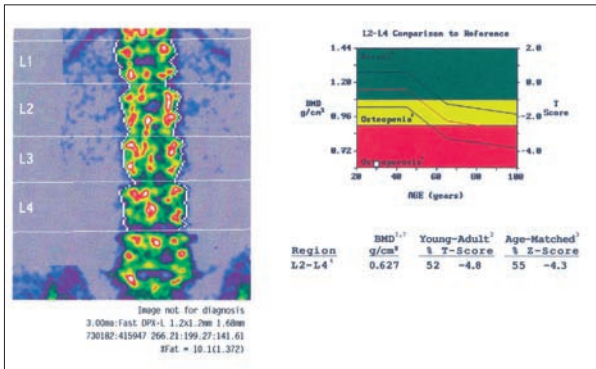 L1
L2
L3
L4
Image not for diagnosis
3.00ma:Fast DPX-L 1.2x1.2mm 1.68mm
730182:415947 266.21:199.27:141.61
%Fat = 10.1(1.372)
L2-L4 Comparison to Reference
1.44
1.20
0.96
0.72
BMD
g/cm²
2.0
0.0
-2.0
-4.0
T
Score
Osteopenia
20 40 60 80 100
AGE (years)
BMD¹,⁷ Young-Adult² Age-Matched³
Region g/cm² % T-Score % Z-Score
L2-L4 0.627 52 -4.8 55 -4.3